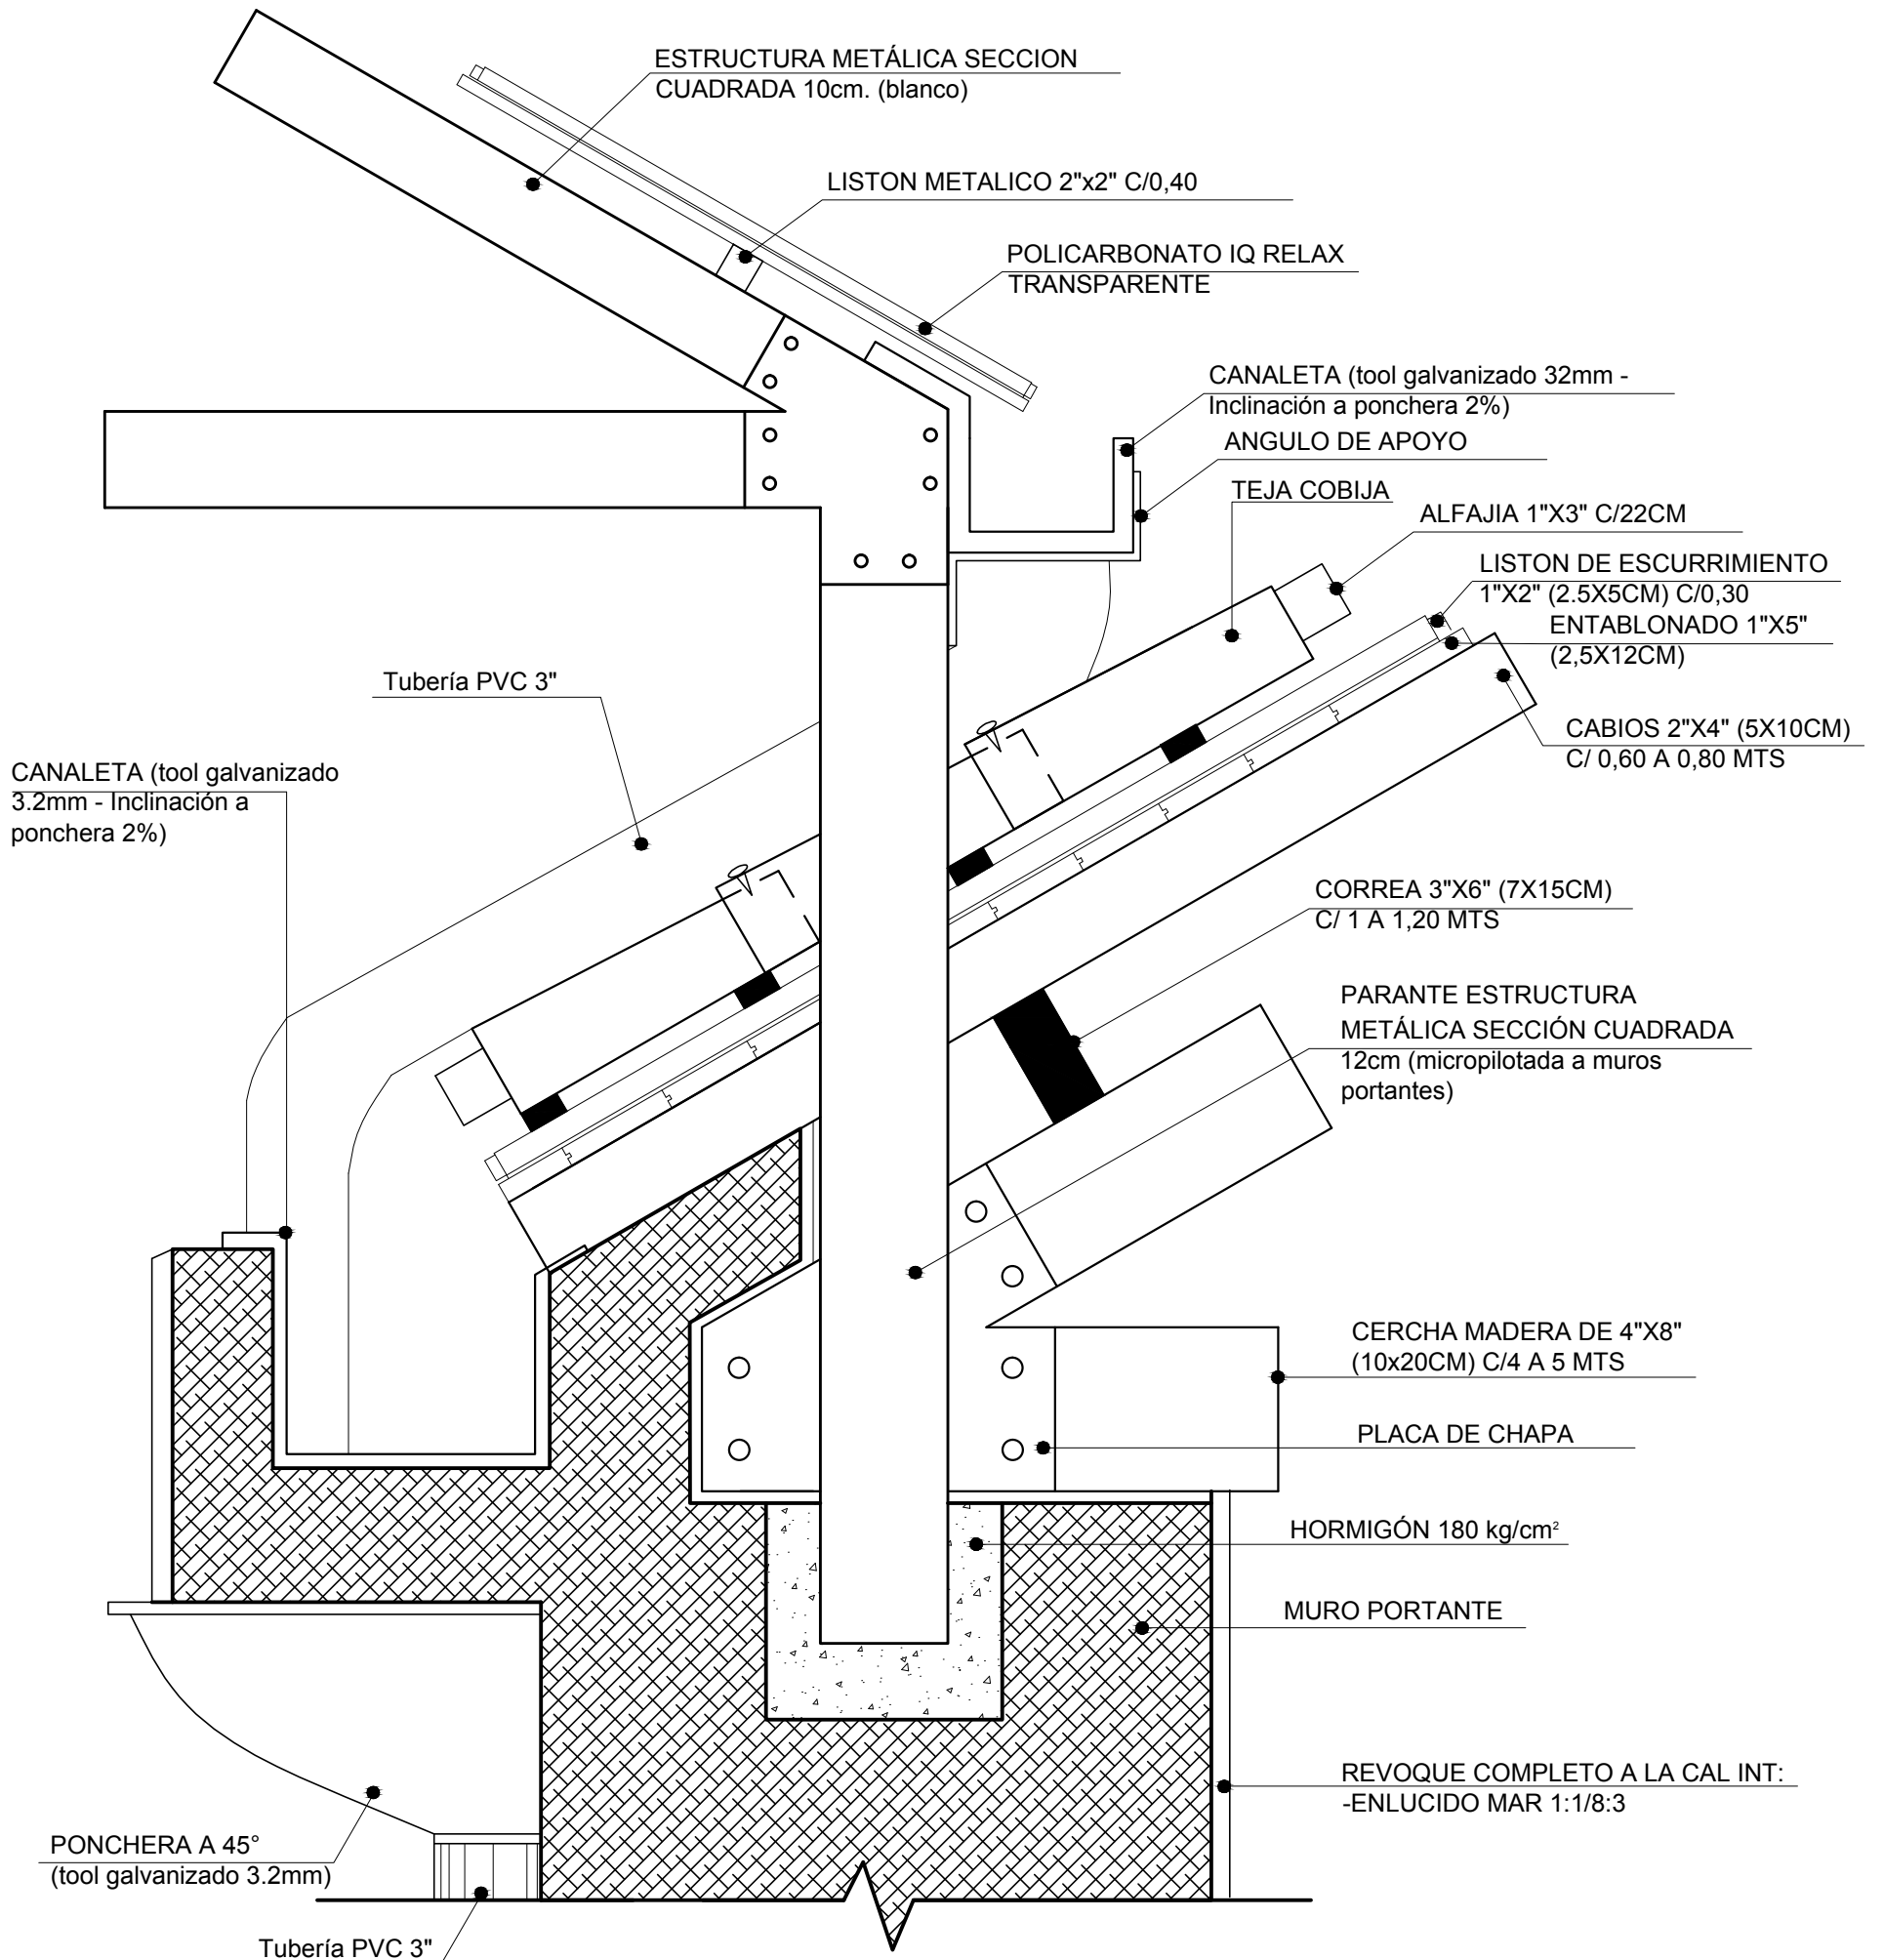 ESTRUCTURA METÁLICA SECCION
CUADRADA 10cm. (blanco)
LISTON METALICO 2"x2" C/0,40
POLICARBONATO IQ RELAX
TRANSPARENTE
CANALETA (tool galvanizado 32mm -
Inclinación a ponchera 2%)
ANGULO DE APOYO
TEJA COBIJA
ALFAJIA 1"X3" C/22CM
LISTON DE ESCURRIMIENTO
1"X2" (2.5X5CM) C/0,30
ENTABLONADO 1"X5"
(2,5X12CM)
Tubería PVC 3"
CABIOS 2"X4" (5X10CM)
C/ 0,60 A 0,80 MTS
CANALETA (tool galvanizado
3.2mm - Inclinación a
ponchera 2%)
CORREA 3"X6" (7X15CM)
C/ 1 A 1,20 MTS
PARANTE ESTRUCTURA
METÁLICA SECCIÓN CUADRADA
12cm (micropilotada a muros
portantes)
CERCHA MADERA DE 4"X8"
(10x20CM) C/4 A 5 MTS
PLACA DE CHAPA
HORMIGÓN 180 kg/cm²
MURO PORTANTE
REVOQUE COMPLETO A LA CAL INT:
-ENLUCIDO MAR 1:1/8:3
PONCHERA A 45°
(tool galvanizado 3.2mm)
Tubería PVC 3"